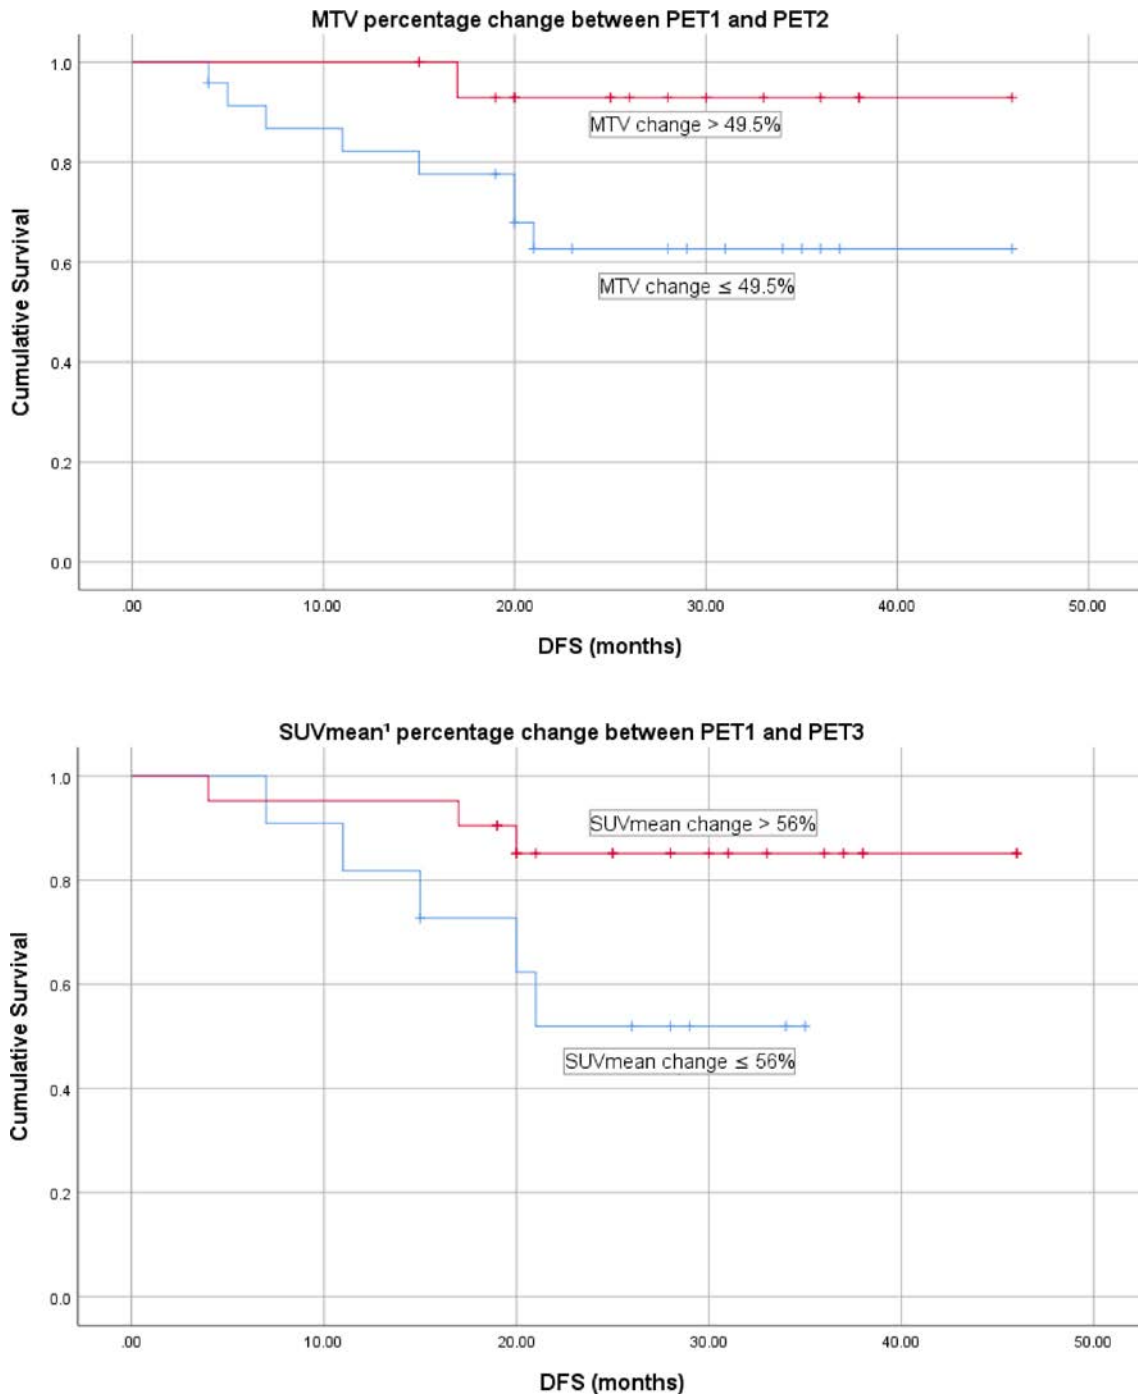 MTV percentage change between PET1 and PET2
1.0
MTV change > 49.5%
0.8
0.6
MTV change ≤ 49.5%
0.4
0.2
0.0
Cumulative Survival
.00 10.00 20.00 30.00 40.00 50.00
DFS (months)
SUVmean¹ percentage change between PET1 and PET3
1.0
SUVmean change > 56%
0.8
0.6
SUVmean change ≤ 56%
0.4
0.2
0.0
Cumulative Survival
.00 10.00 20.00 30.00 40.00 50.00
DFS (months)